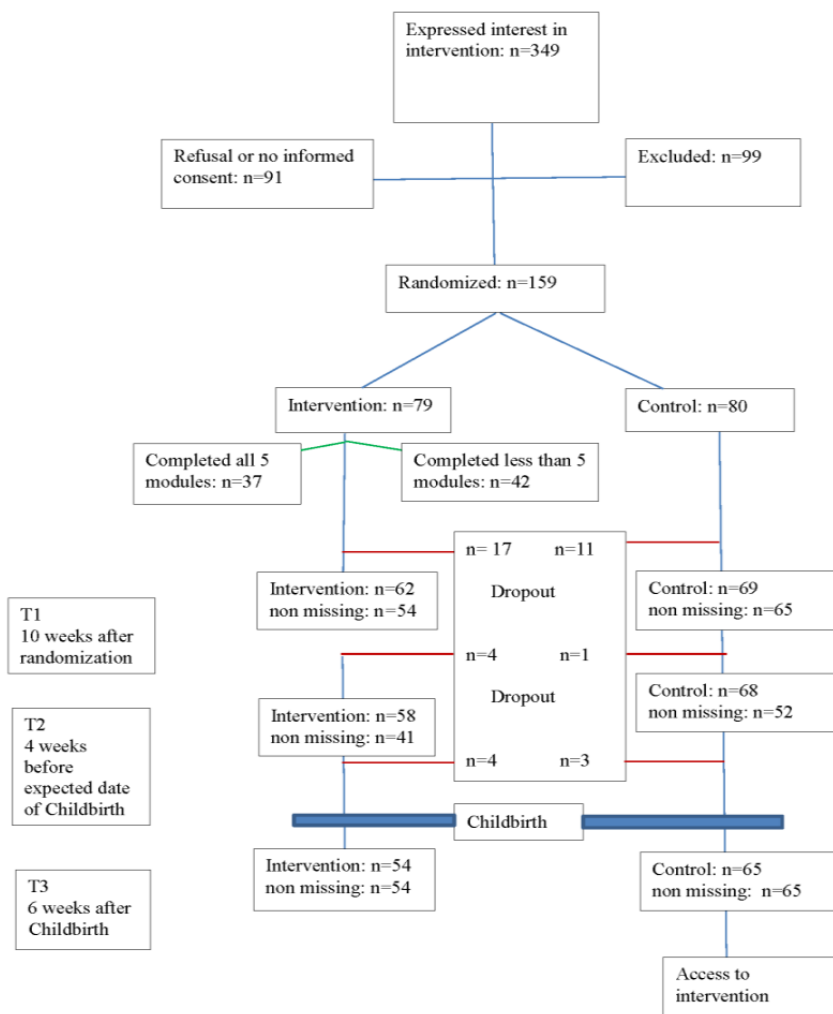 Expressed interest in
intervention: n=349
Refusal or no informed
consent: n=91
Excluded: n=99
Randomized: n=159
Intervention: n=79
Control: n=80
Completed all 5
modules: n=37
Completed less than 5
modules: n=42
n= 17 n=11
Dropout
Intervention: n=62
non missing: n=54
Control: n=69
non missing: n=65
T1
10 weeks after
randomization
n=4 n=1
Dropout
Intervention: n=58
non missing: n=41
Control: n=68
non missing: n=52
T2
4 weeks
before
expected date
of Childbirth
n=4 n=3
Childbirth
Intervention: n=54
non missing: n=54
Control: n=65
non missing: n=65
T3
6 weeks after
Childbirth
Access to
intervention